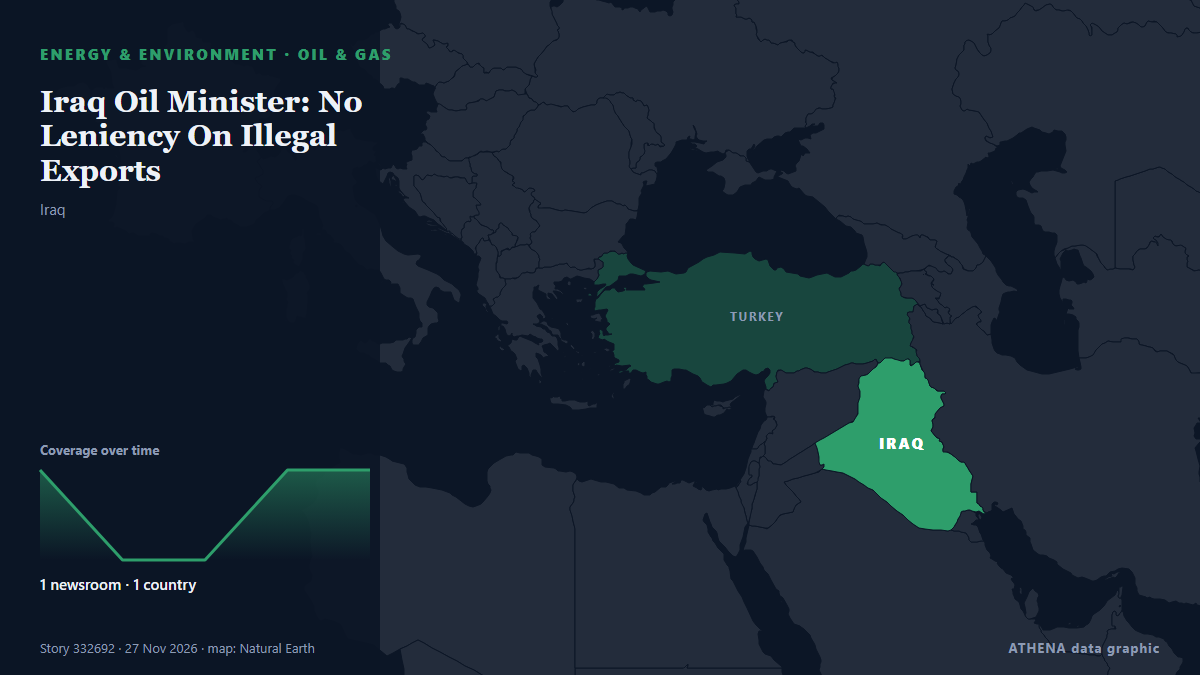 ENERGY & ENVIRONMENT · OIL & GAS
Iraq Oil Minister: No
Leniency On Illegal
Exports
Iraq
TURKEY
IRAQ
Coverage over time
1 newsroom · 1 country
Story 332692 · 27 Nov 2026 · map: Natural Earth
ATHENA data graphic